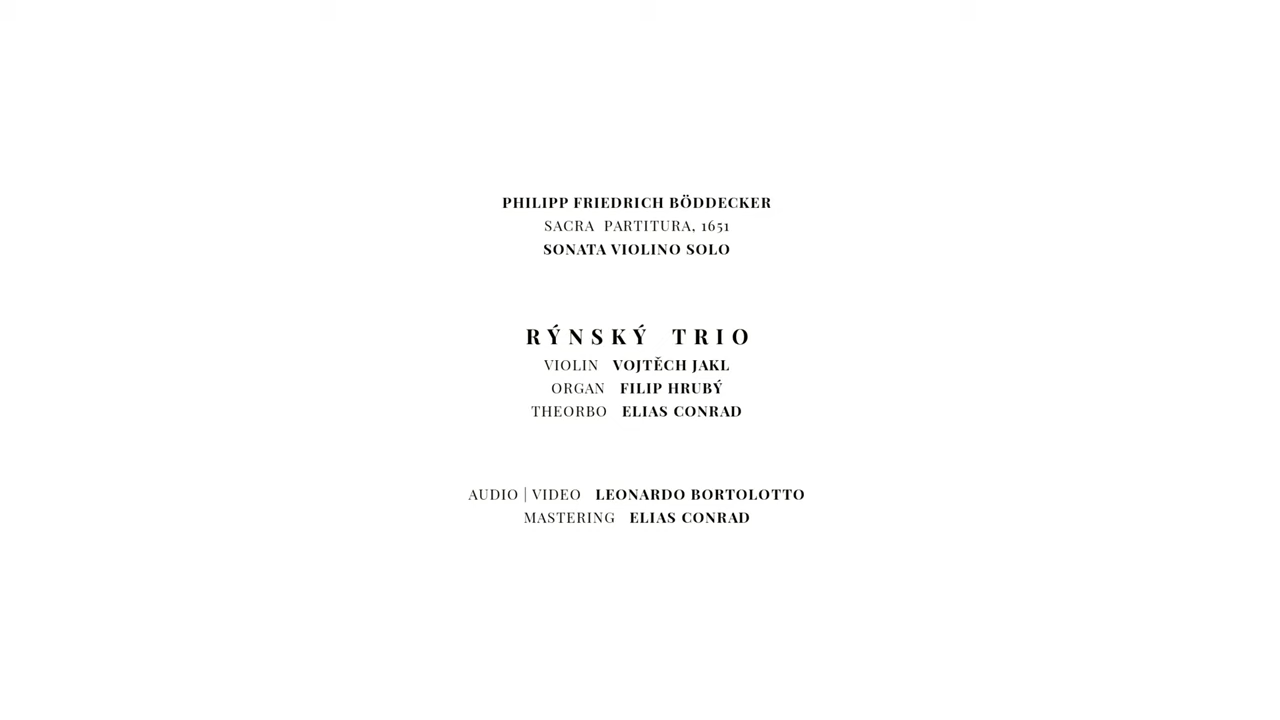 PHILIPP FRIEDRICH BÖDDECKER
SACRA PARTITURA, 1651
SONATA VIOLINO SOLO
RÝNSKÝ TRIO
VIOLIN VOJTĚCH JAKL
ORGAN FILIP HRUBÝ
THEORBO ELIAS CONRAD
AUDIO | VIDEO LEONARDO BORTOLOTTO
MASTERING ELIAS CONRAD